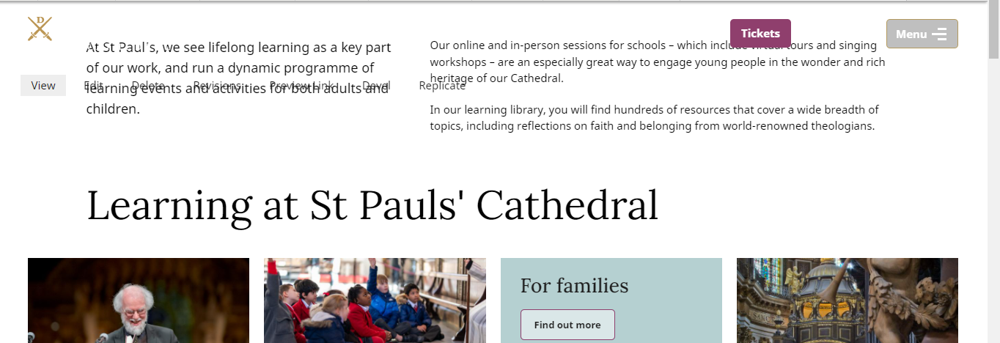 D
Tickets
Menu
At St Paul's, we see lifelong learning as a key part
of our work, and run a dynamic programme of
learning events and activities for both adults and
children.
Our online and in-person sessions for schools – which include virtual tours and singing
workshops – are an especially great way to engage young people in the wonder and rich
heritage of our Cathedral.
In our learning library, you will find hundreds of resources that cover a wide breadth of
topics, including reflections on faith and belonging from world-renowned theologians.
View Edit Delete Revisions Preview Link Devel Replicate
Learning at St Pauls' Cathedral
For families
Find out more